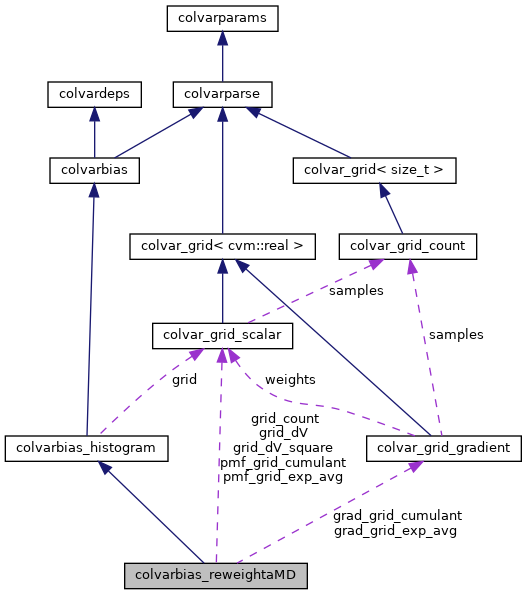 colvarparams
colvardeps
colvarparse
colvarbias
colvar_grid< size_t >
colvar_grid< cvm::real >
colvar_grid_count
samples
colvar_grid_scalar
samples
grid
weights
grid_count
grid_dV
grid_dV_square
pmf_grid_cumulant
pmf_grid_exp_avg
colvarbias_histogram
colvar_grid_gradient
grad_grid_cumulant
grad_grid_exp_avg
colvarbias_reweightaMD